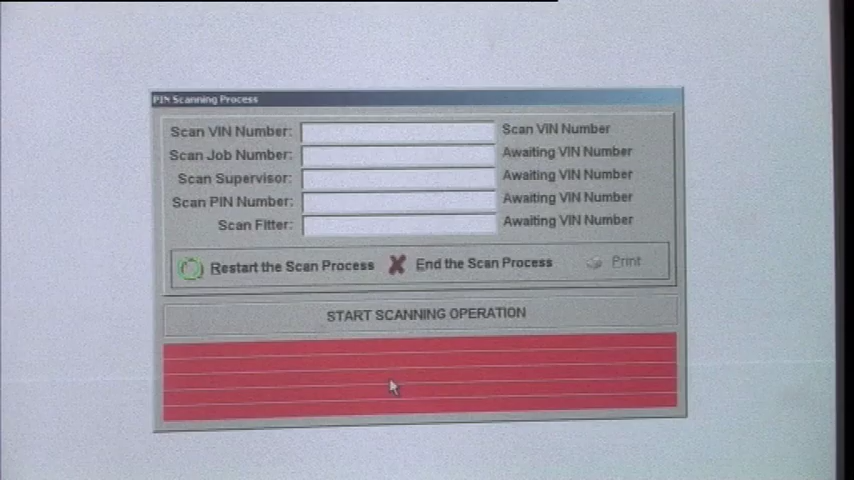 PIN Scanning Process
Scan VIN Number: Scan VIN Number
Scan Job Number: Awaiting VIN Number
Scan Supervisor: Awaiting VIN Number
Scan PIN Number: Awaiting VIN Number
Scan Fitter: Awaiting VIN Number
Restart the Scan Process End the Scan Process Print
START SCANNING OPERATION